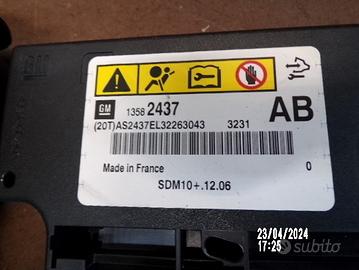 GM
1358 2437
AB
(20T)AS2437EL32263043 3231
Made in France
0
SDM10+.12.06
23/04/2024
17:25
subito